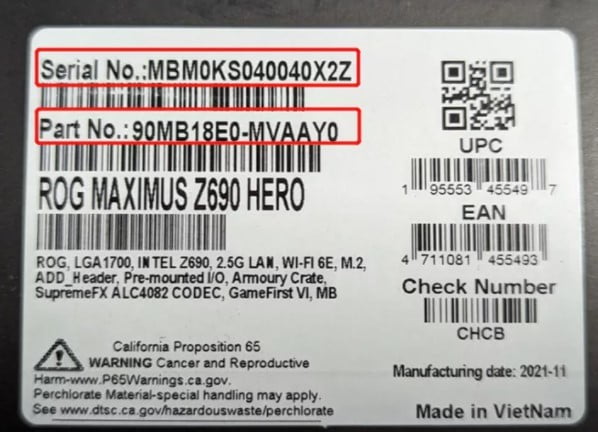 Serial No.:MBM0KS040040X2Z
Part No.:90MB18E0-MVAAY0
ROG MAXIMUS Z690 HERO
ROG, LGA1700, INTEL Z690, 2.5G LAN, WI-FI 6E, M.2,
ADD_Header, Pre-mounted I/O, Armoury Crate,
SupremeFX ALC4082 CODEC, GameFirst VI, MB
California Proposition 65
WARNING Cancer and Reproductive
Harm-www.P65Warnings.ca.gov.
Perchlorate Material-special handling may apply.
See www.dtsc.ca.gov/hazardouswaste/perchlorate
UPC
1 95553 45549 7
EAN
4 711081 455493
Check Number
CHCB
Manufacturing date: 2021-11
Made in VietNam